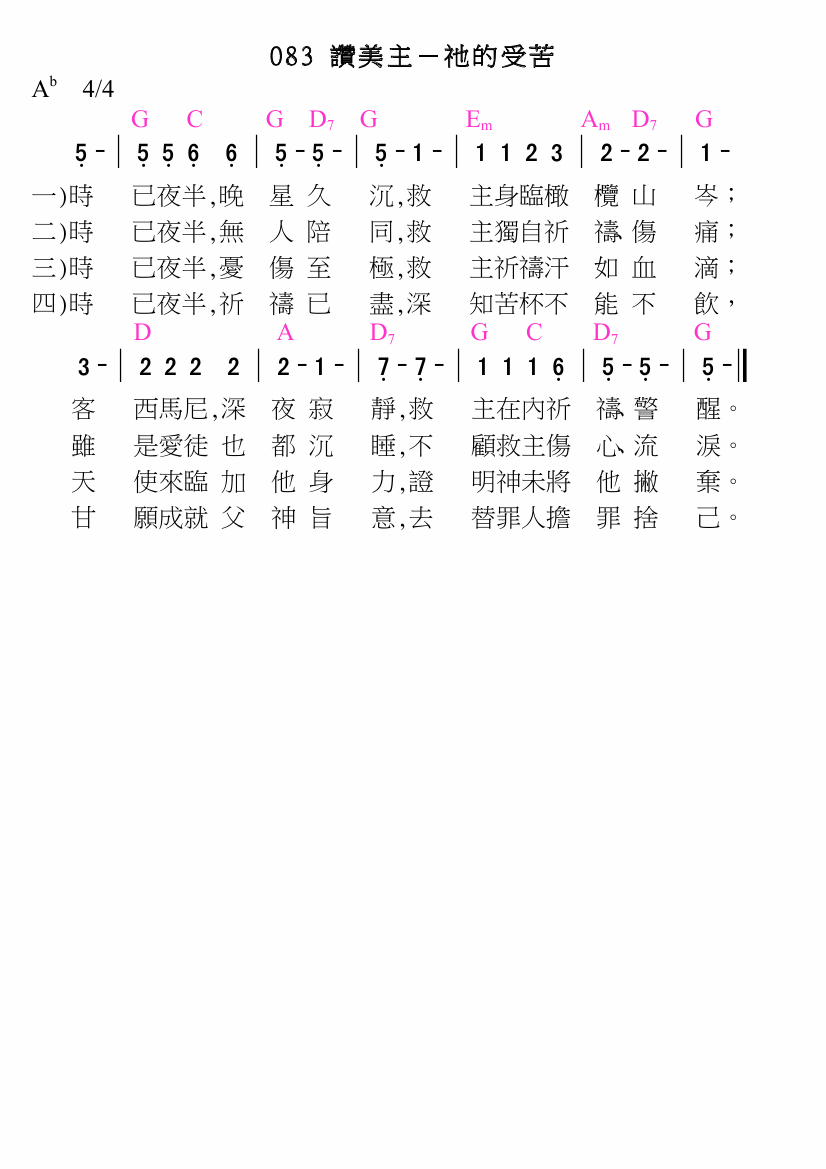 083 讚美主－祂的受苦
A♭ 4/4
G C G D7 G Em Am D7 G
5̣ - | 5̣ 5̣ 6̣ 6̣ | 5̣ - 5̣ - | 5̣ - 1 - | 1 1 2 3 | 2 - 2 - | 1 -
一)時 已夜半,晚 星 久 沉,救 主身臨橄 欖 山 岑；
二)時 已夜半,無 人 陪 同,救 主獨自祈 禱、傷 痛；
三)時 已夜半,憂 傷 至 極,救 主祈禱汗 如 血 滴；
四)時 已夜半,祈 禱 已 盡,深 知苦杯不 能 不 飲，
D A D7 G C D7 G
3 - | 2 2 2 2 | 2 - 1 - | 7̣ - 7̣ - | 1 1 1 6̣ | 5̣ - 5̣ - | 5̣ - ‖
客 西馬尼,深 夜 寂 靜,救 主在內祈 禱、警 醒。
雖 是愛徒 也 都 沉 睡,不 顧救主傷 心、流 淚。
天 使來臨 加 他 身 力,證 明神未將 他 撇 棄。
甘 願成就 父 神 旨 意,去 替罪人擔 罪 捨 己。